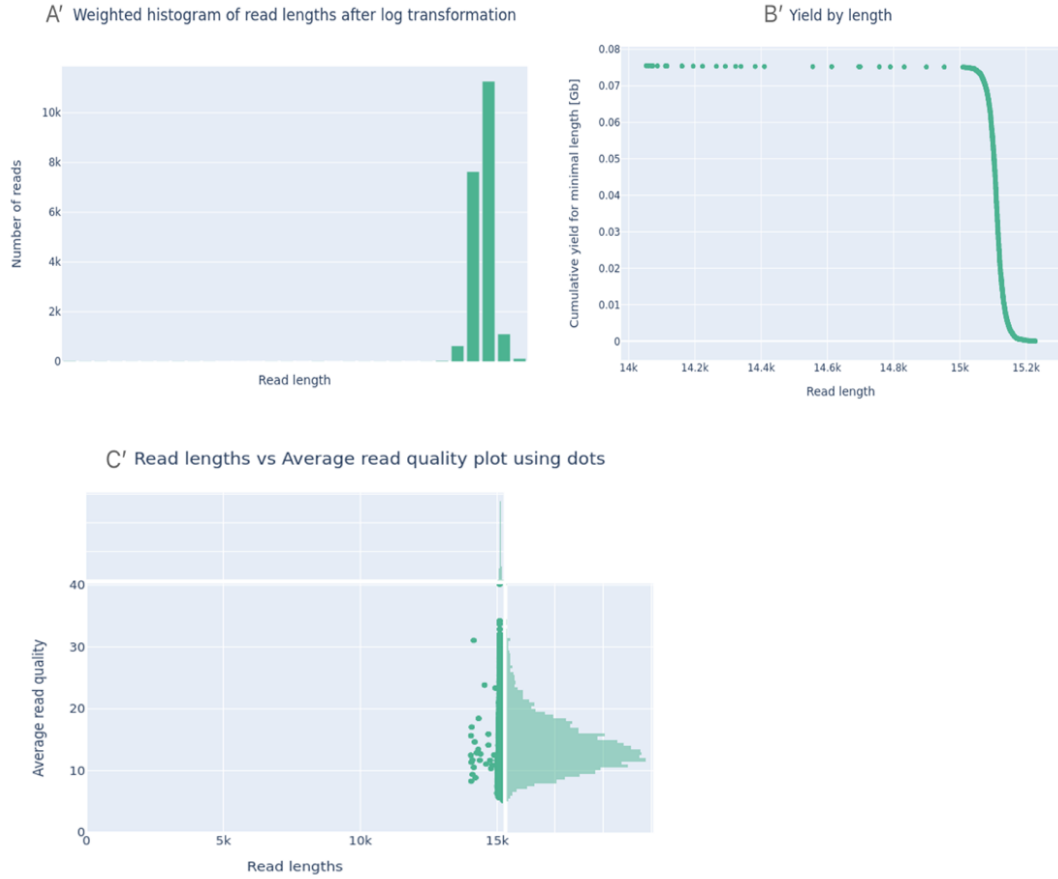 A′ Weighted histogram of read lengths after log transformation
Number of reads
10k
8k
6k
4k
2k
0
Read length
B′ Yield by length
Cumulative yield for minimal length [Gb]
0.08
0.07
0.06
0.05
0.04
0.03
0.02
0.01
0
14k 14.2k 14.4k 14.6k 14.8k 15k 15.2k
Read length
C′ Read lengths vs Average read quality plot using dots
Average read quality
40
30
20
10
0
0 5k 10k 15k
Read lengths